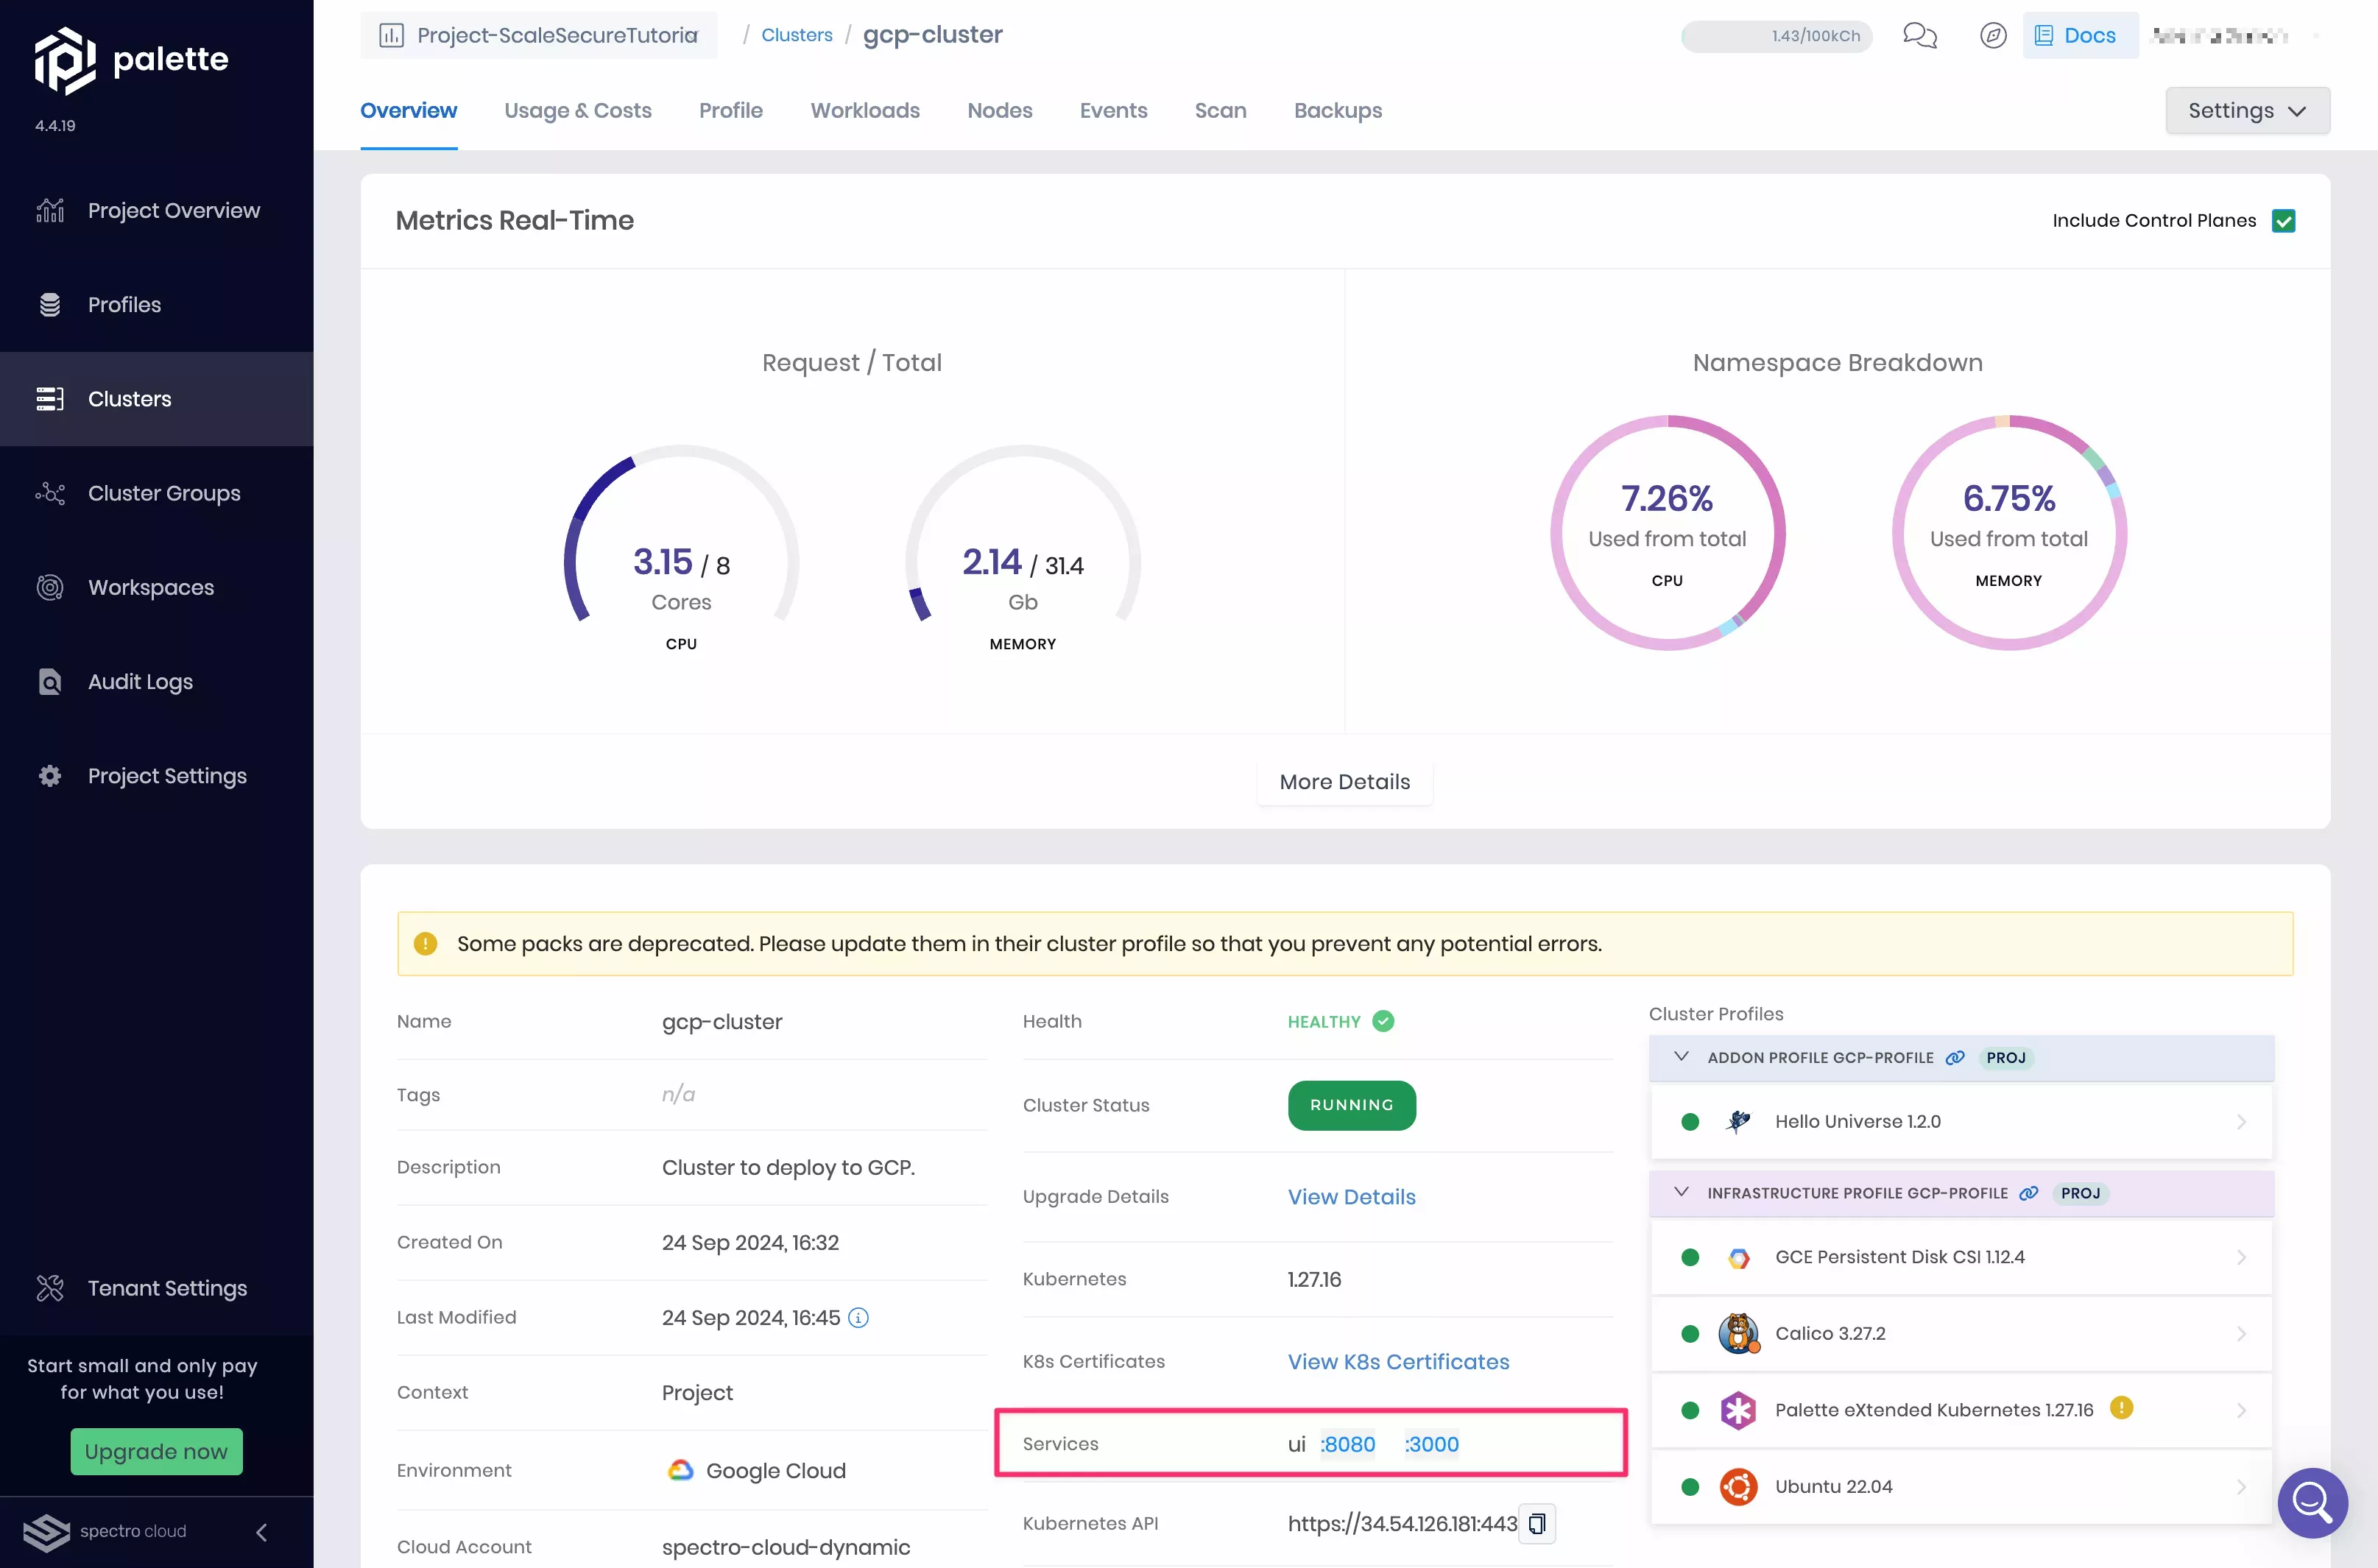 palette
4.4.19
Project Overview
Profiles
Clusters
Cluster Groups
Workspaces
Audit Logs
Project Settings
Tenant Settings
Start small and only pay
for what you use!
Upgrade now
spectro cloud
Project-ScaleSecureTutoria
/ Clusters / gcp-cluster
1.43/100kCh
Docs
Overview
Usage & Costs
Profile
Workloads
Nodes
Events
Scan
Backups
Settings
Metrics Real-Time
Include Control Planes
Request / Total
3.15 / 8
Cores
CPU
2.14 / 31.4
Gb
MEMORY
Namespace Breakdown
7.26%
Used from total
CPU
6.75%
Used from total
MEMORY
More Details
Some packs are deprecated. Please update them in their cluster profile so that you prevent any potential errors.
Name gcp-cluster
Tags n/a
Description Cluster to deploy to GCP.
Created On 24 Sep 2024, 16:32
Last Modified 24 Sep 2024, 16:45
Context Project
Environment Google Cloud
Cloud Account spectro-cloud-dynamic
Health HEALTHY
Cluster Status RUNNING
Upgrade Details View Details
Kubernetes 1.27.16
K8s Certificates View K8s Certificates
Services ui :8080 :3000
Kubernetes API https://34.54.126.181:443
Cluster Profiles
ADDON PROFILE GCP-PROFILE PROJ
Hello Universe 1.2.0
INFRASTRUCTURE PROFILE GCP-PROFILE PROJ
GCE Persistent Disk CSI 1.12.4
Calico 3.27.2
Palette eXtended Kubernetes 1.27.16
Ubuntu 22.04